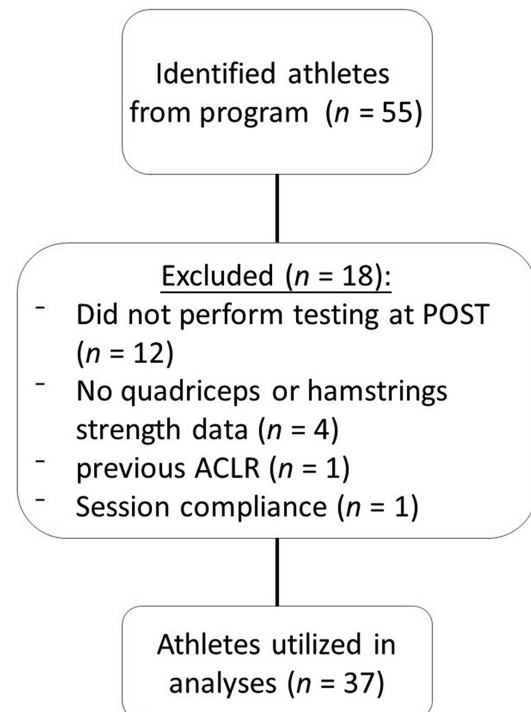 Identified athletes
from program (n = 55)
Excluded (n = 18):
- Did not perform testing at POST
(n = 12)
- No quadriceps or hamstrings
strength data (n = 4)
- previous ACLR (n = 1)
- Session compliance (n = 1)
Athletes utilized in
analyses (n = 37)